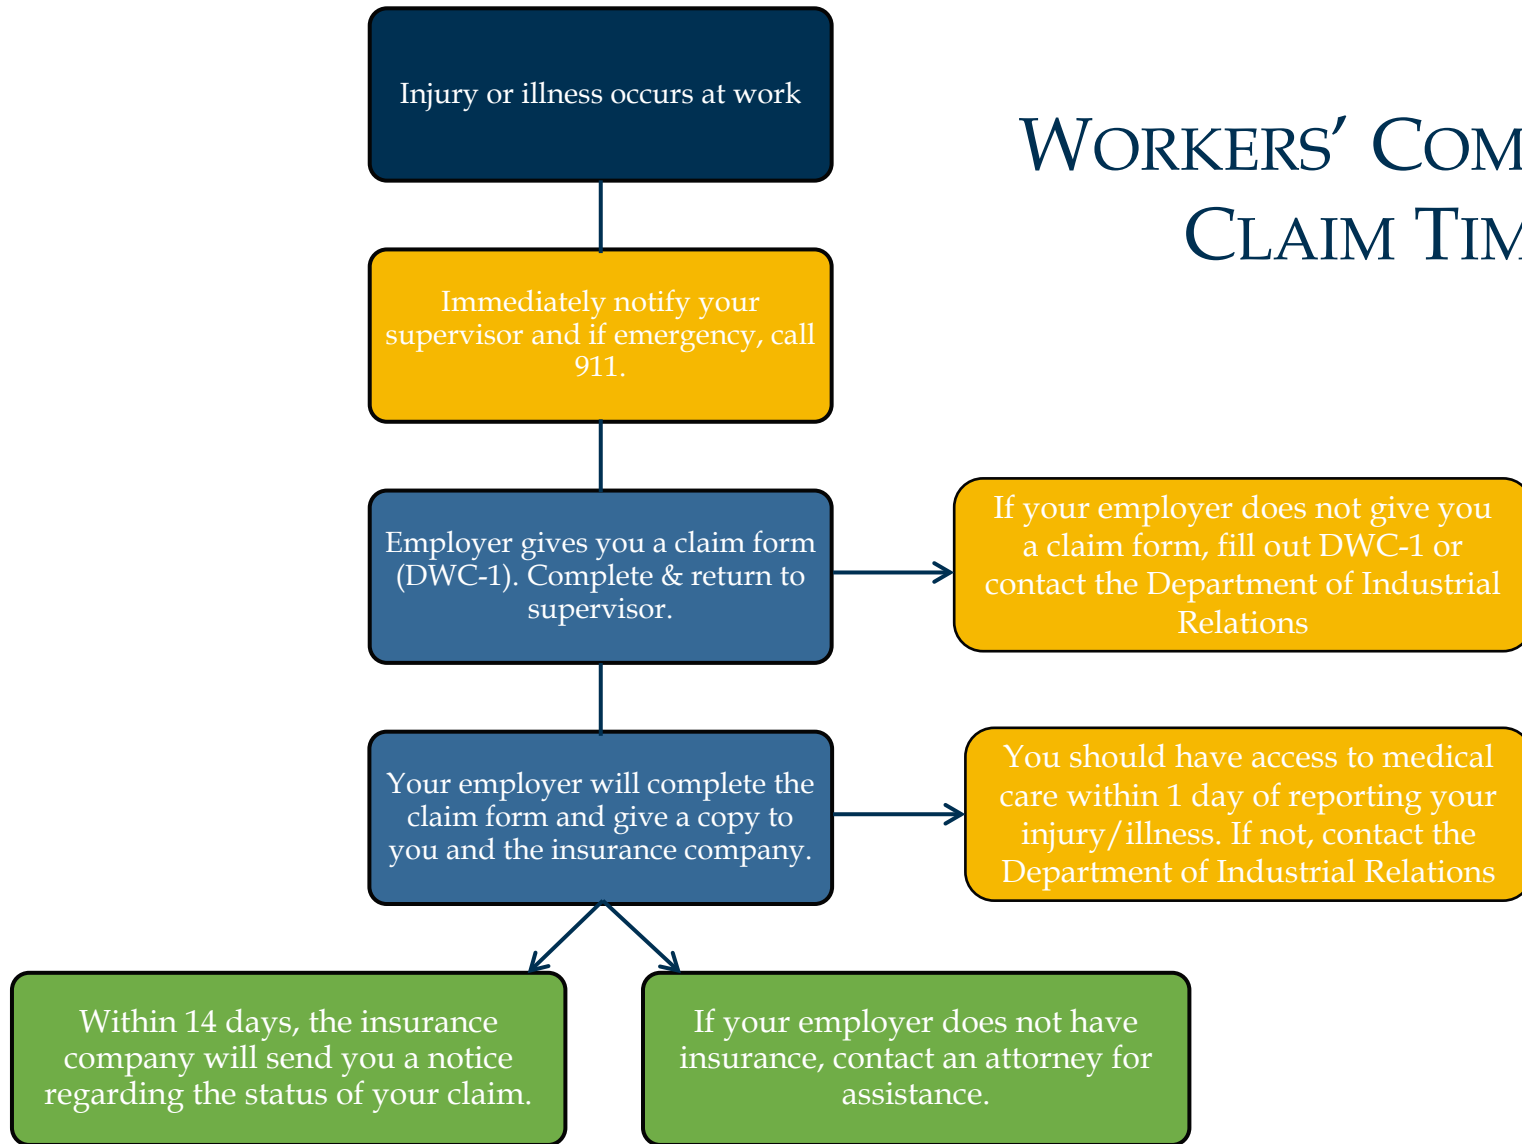 Injury or illness occurs at work
WORKERS' COM
CLAIM TIM
Immediately notify your
supervisor and if emergency, call
911.
Employer gives you a claim form
(DWC-1). Complete & return to
supervisor.
If your employer does not give you
a claim form, fill out DWC-1 or
contact the Department of Industrial
Relations
Your employer will complete the
claim form and give a copy to
you and the insurance company.
You should have access to medical
care within 1 day of reporting your
injury/illness. If not, contact the
Department of Industrial Relations
Within 14 days, the insurance
company will send you a notice
regarding the status of your claim.
If your employer does not have
insurance, contact an attorney for
assistance.